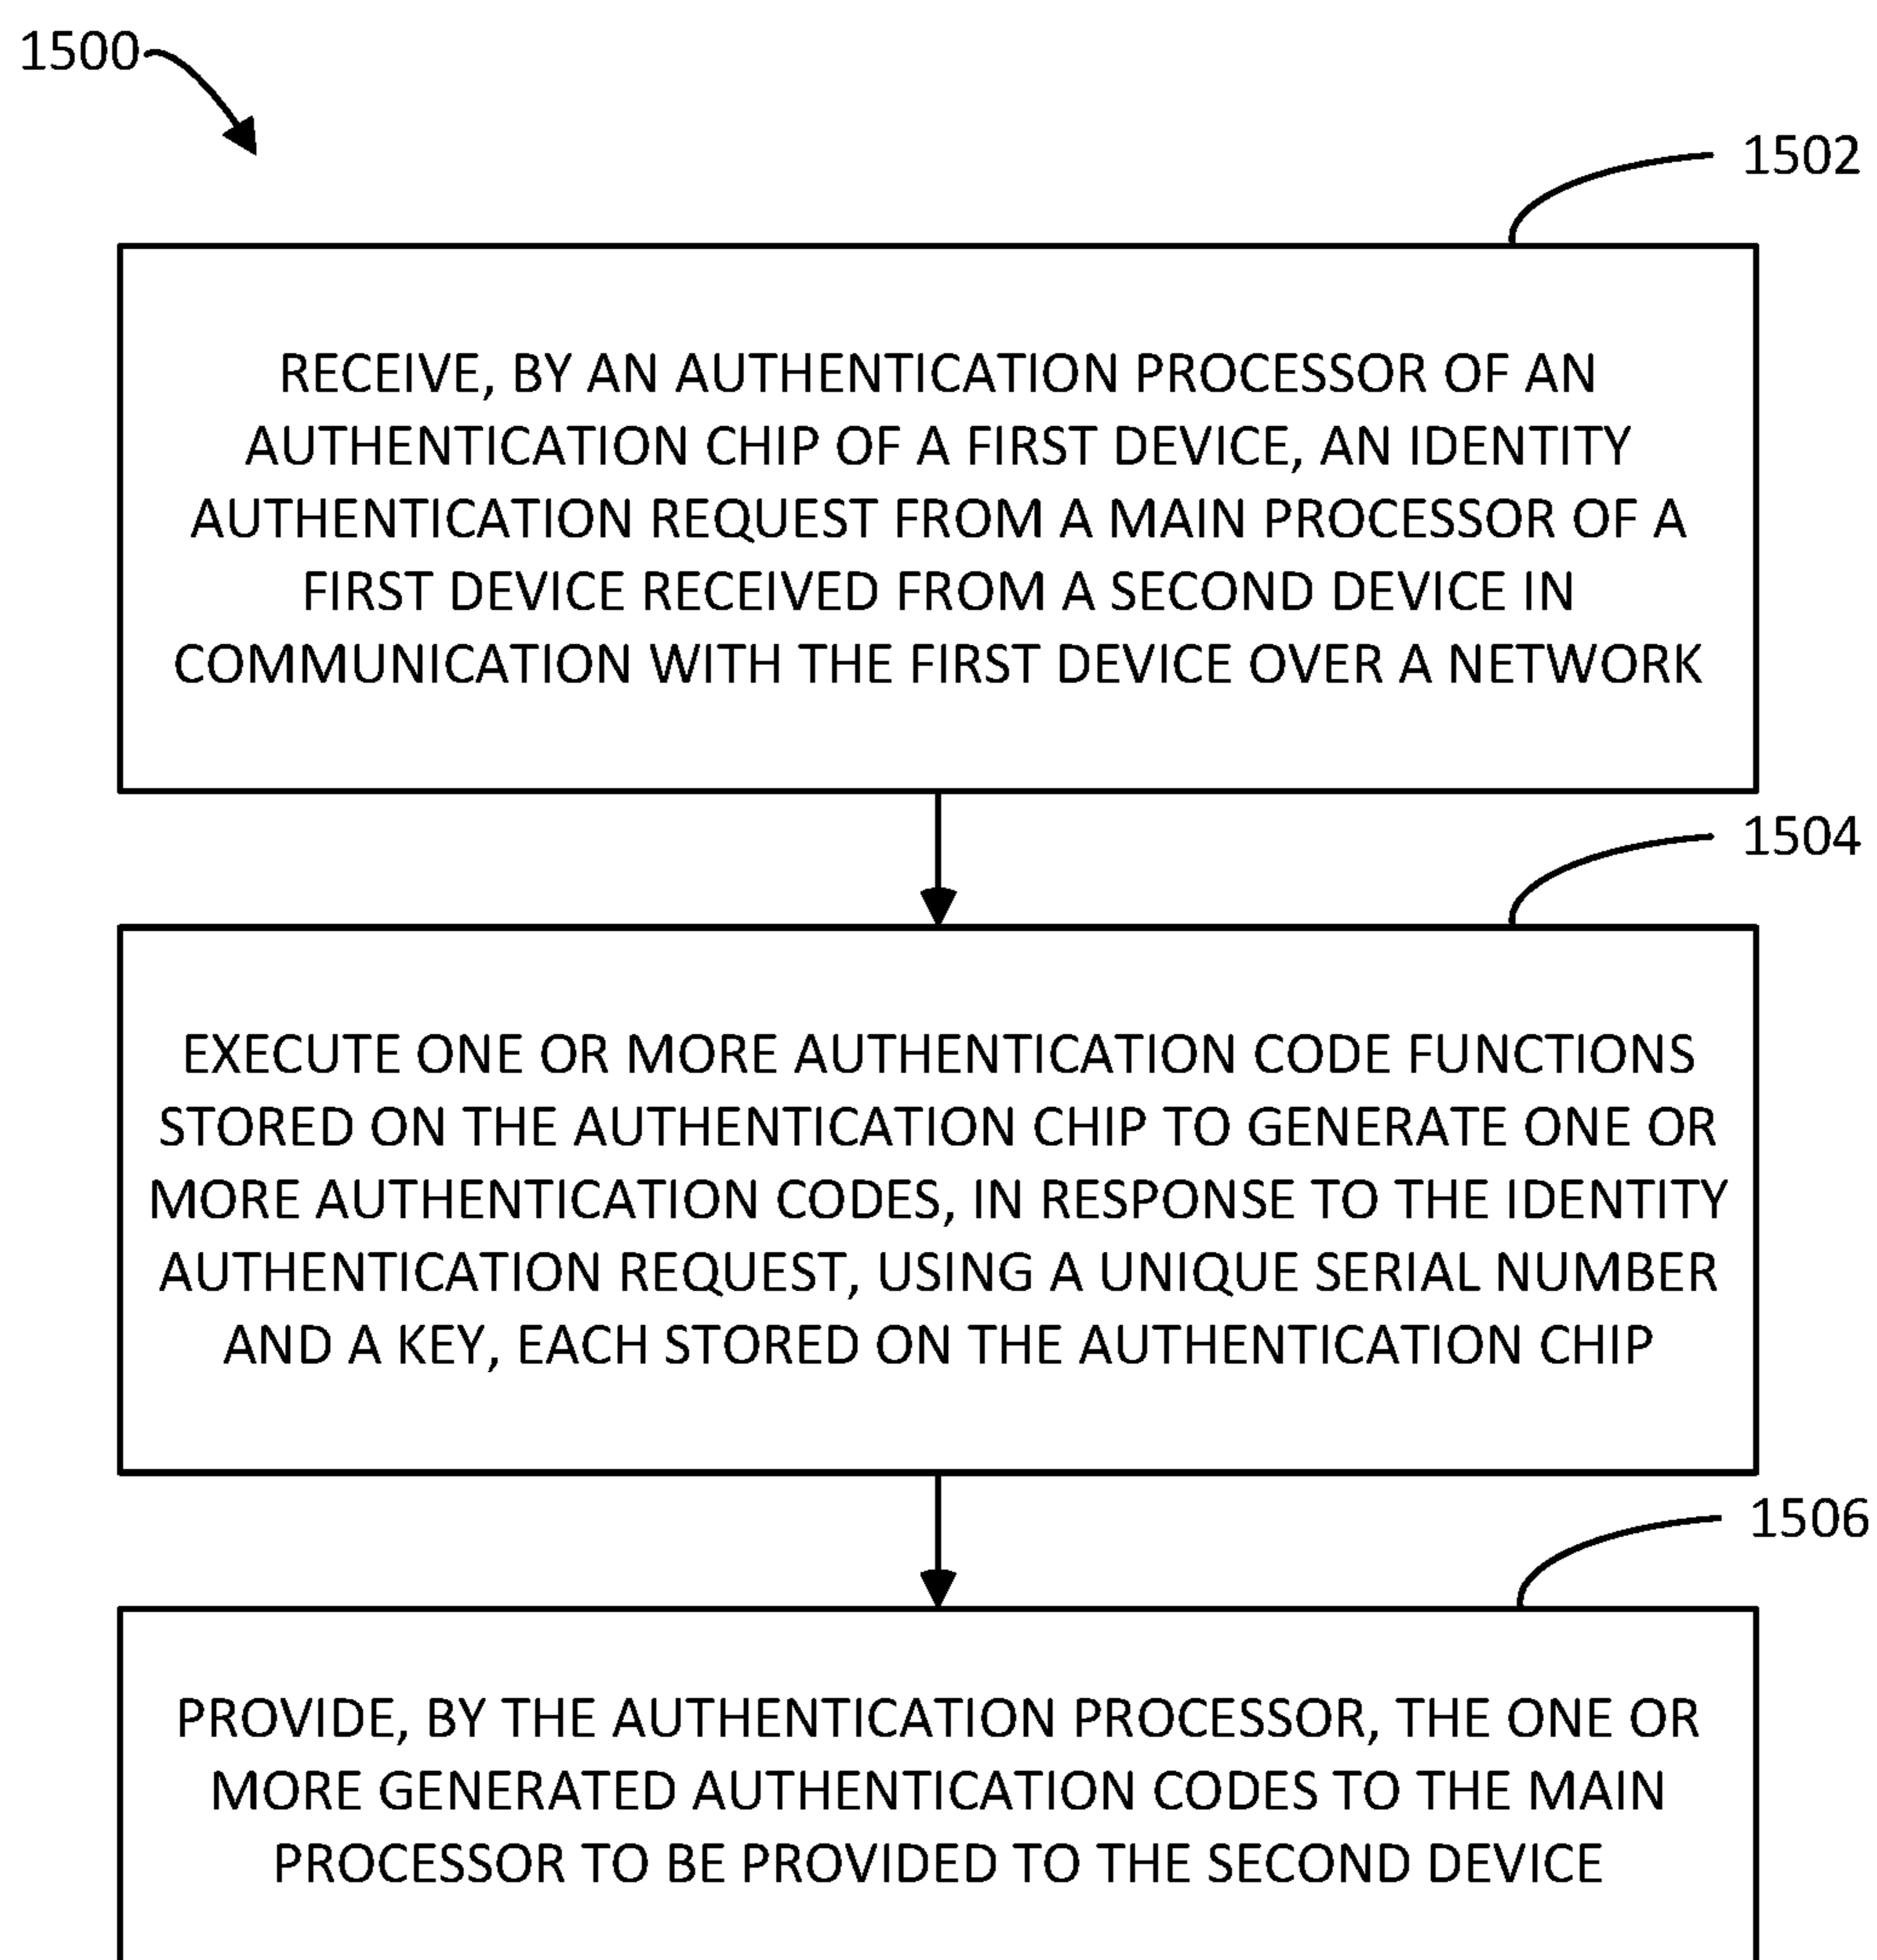 1500
1502
RECEIVE, BY AN AUTHENTICATION PROCESSOR OF AN
AUTHENTICATION CHIP OF A FIRST DEVICE, AN IDENTITY
AUTHENTICATION REQUEST FROM A MAIN PROCESSOR OF A
FIRST DEVICE RECEIVED FROM A SECOND DEVICE IN
COMMUNICATION WITH THE FIRST DEVICE OVER A NETWORK
1504
EXECUTE ONE OR MORE AUTHENTICATION CODE FUNCTIONS
STORED ON THE AUTHENTICATION CHIP TO GENERATE ONE OR
MORE AUTHENTICATION CODES, IN RESPONSE TO THE IDENTITY
AUTHENTICATION REQUEST, USING A UNIQUE SERIAL NUMBER
AND A KEY, EACH STORED ON THE AUTHENTICATION CHIP
1506
PROVIDE, BY THE AUTHENTICATION PROCESSOR, THE ONE OR
MORE GENERATED AUTHENTICATION CODES TO THE MAIN
PROCESSOR TO BE PROVIDED TO THE SECOND DEVICE